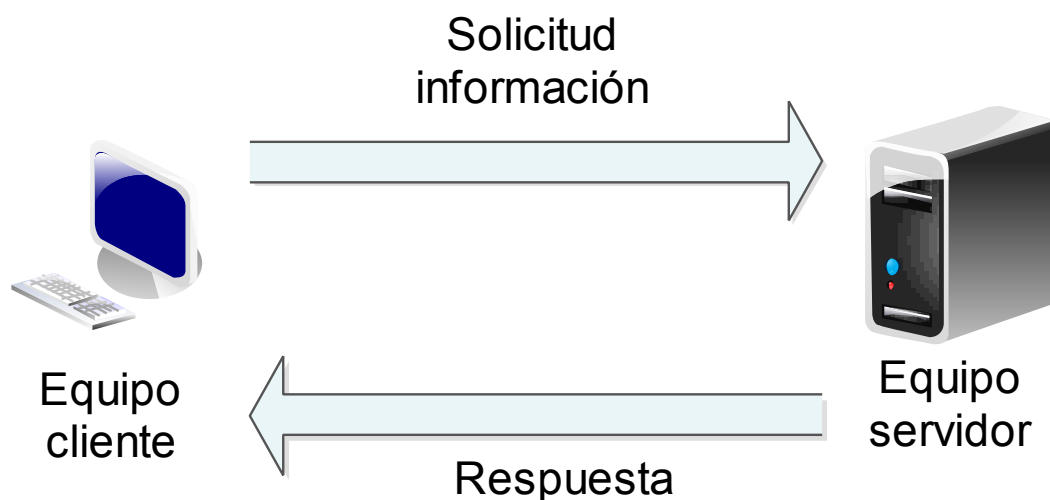 Solicitud
información
Equipo
cliente
Equipo
servidor
Respuesta